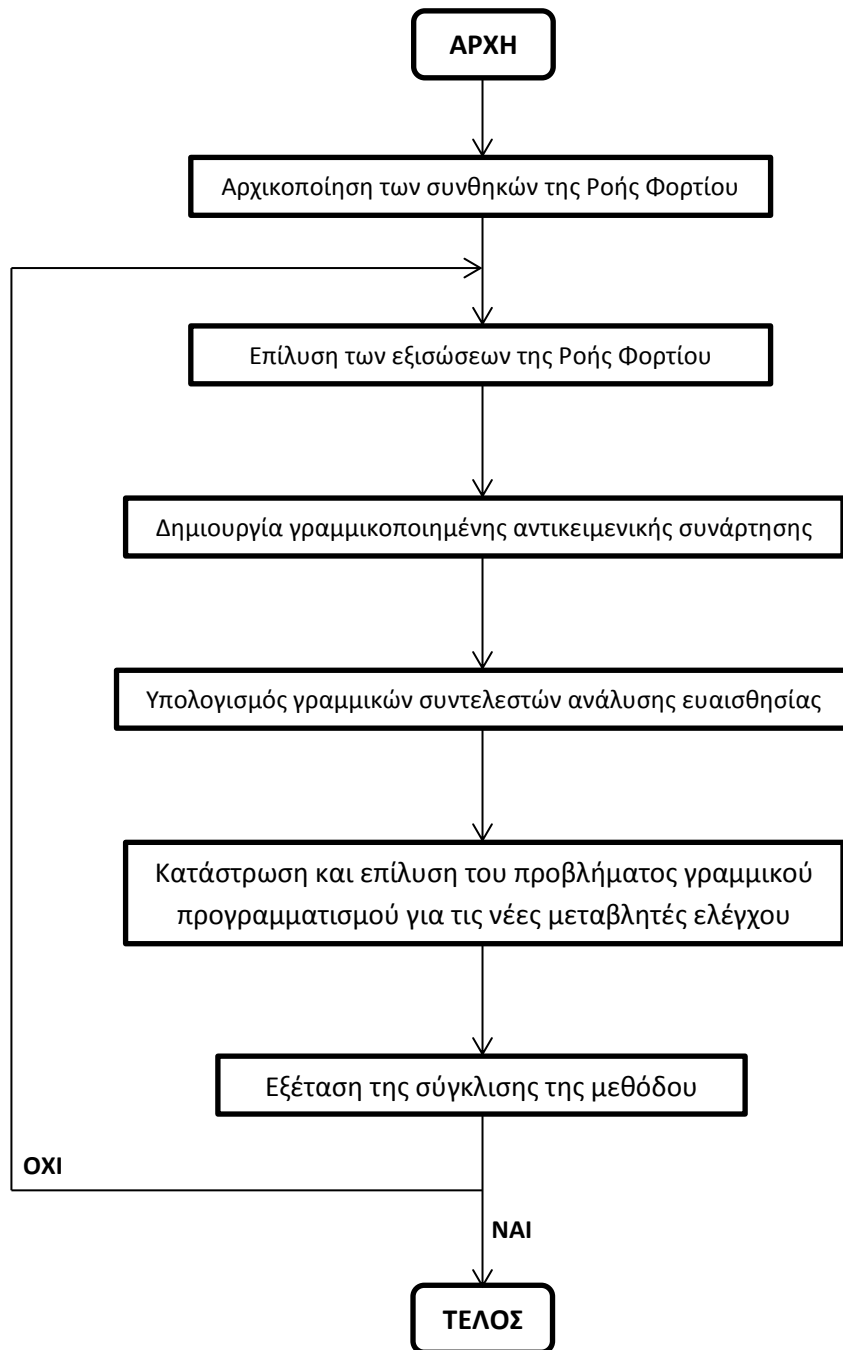 ΑΡΧΗ
Αρχικοποίηση των συνθηκών της Ροής Φορτίου
Επίλυση των εξισώσεων της Ροής Φορτίου
Δημιουργία γραμμικοποιημένης αντικειμενικής συνάρτησης
Υπολογισμός γραμμικών συντελεστών ανάλυσης ευαισθησίας
Κατάστρωση και επίλυση του προβλήματος γραμμικού
προγραμματισμού για τις νέες μεταβλητές ελέγχου
Εξέταση της σύγκλισης της μεθόδου
ΟΧΙ
ΝΑΙ
ΤΕΛΟΣ